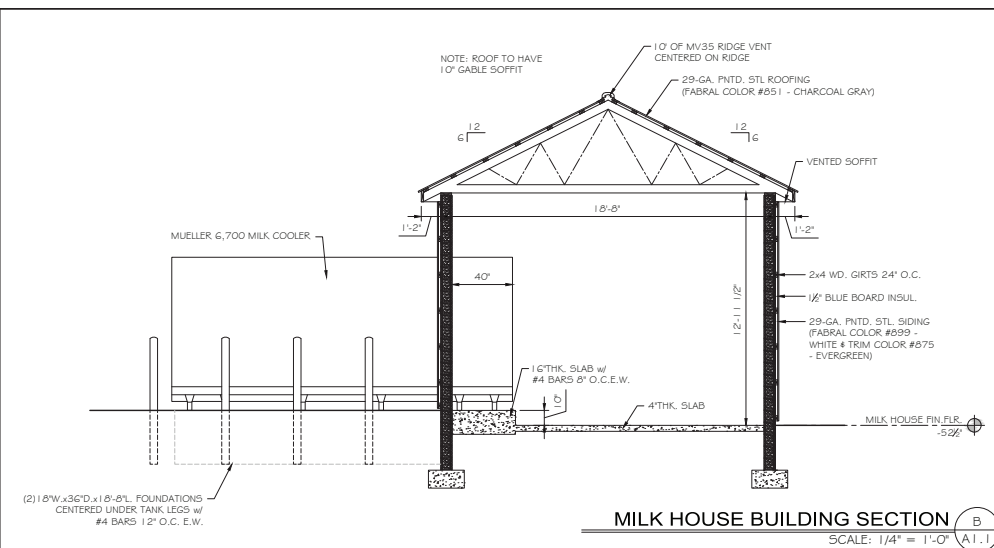 NOTE: ROOF TO HAVE
10" GABLE SOFFIT
10' OF MV35 RIDGE VENT
CENTERED ON RIDGE
29-GA. PNTD. STL ROOFING
(FABRAL COLOR #851 - CHARCOAL GRAY)
12
6
12
6
VENTED SOFFIT
18'-8"
1'-2"
1'-2"
MUELLER 6,700 MILK COOLER
40"
12'-11 1/2"
2x4 WD. GIRTS 24" O.C.
1½" BLUE BOARD INSUL.
29-GA. PNTD. STL. SIDING
(FABRAL COLOR #899 -
WHITE & TRIM COLOR #875
- EVERGREEN)
16"THK. SLAB w/
#4 BARS 8" O.C.E.W.
10"
4"THK. SLAB
MILK HOUSE FIN.FLR.
-52½"
(2)18"W.x36"D.x18'-8"L. FOUNDATIONS
CENTERED UNDER TANK LEGS w/
#4 BARS 12" O.C. E.W.
MILK HOUSE BUILDING SECTION
SCALE: 1/4" = 1'-0"
B
A1.1